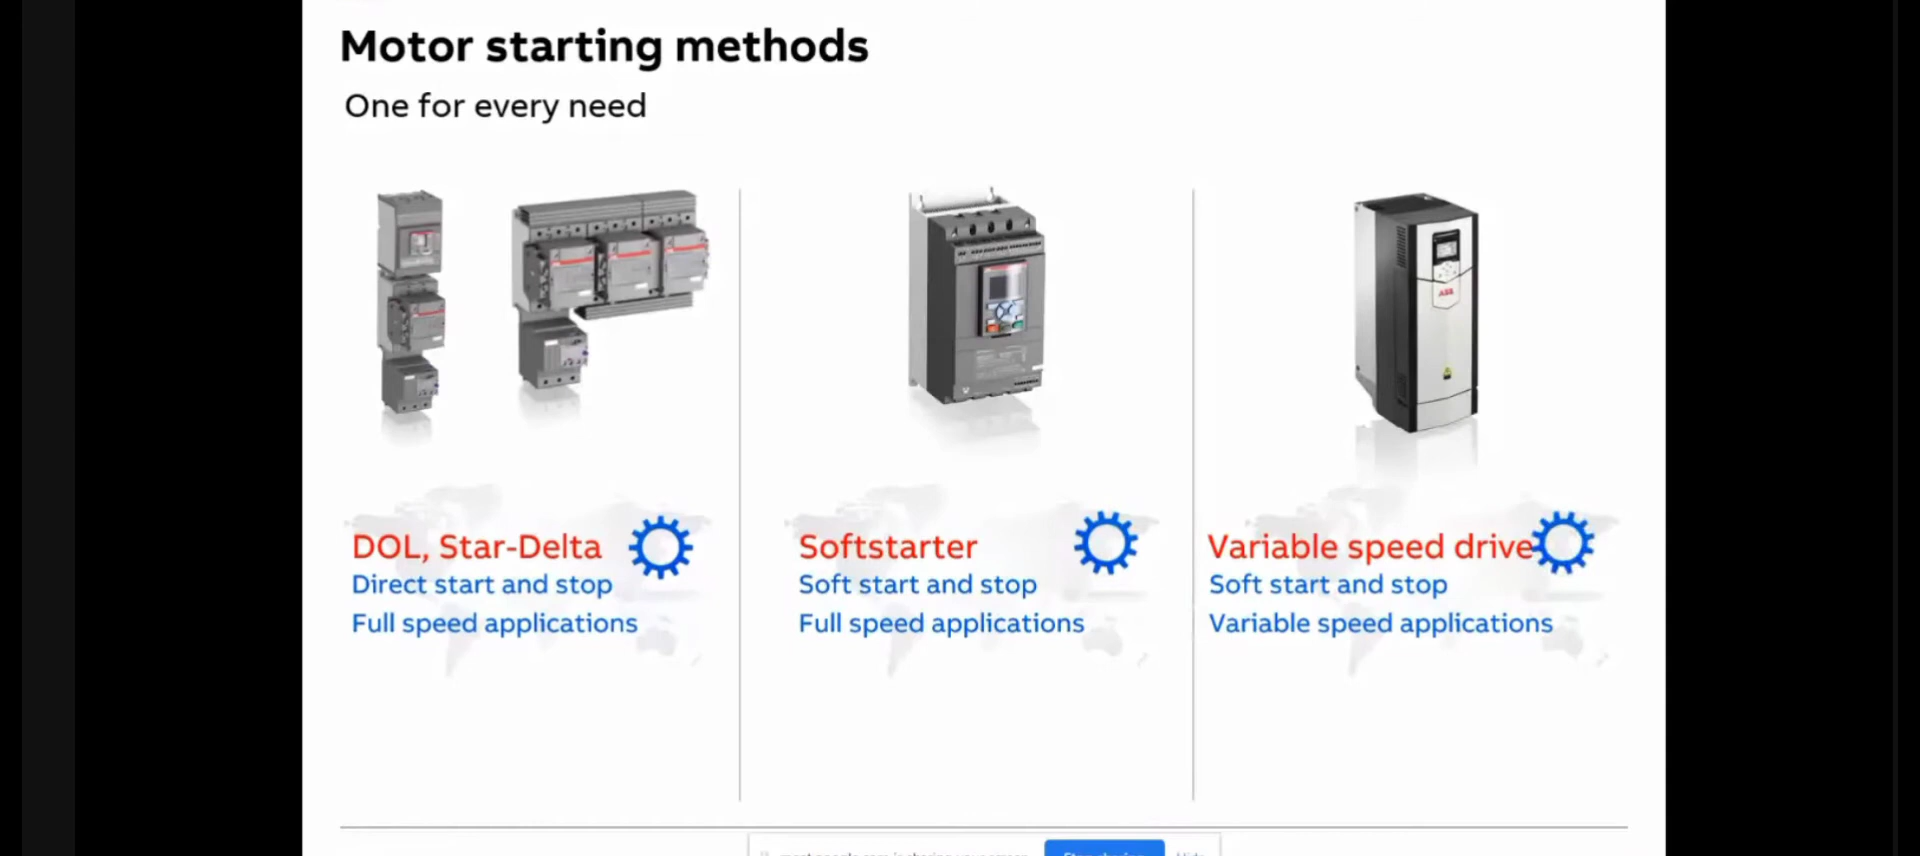 Motor starting methods
One for every need
ABB
DOL, Star-Delta
Direct start and stop
Full speed applications
Softstarter
Soft start and stop
Full speed applications
Variable speed drive
Soft start and stop
Variable speed applications